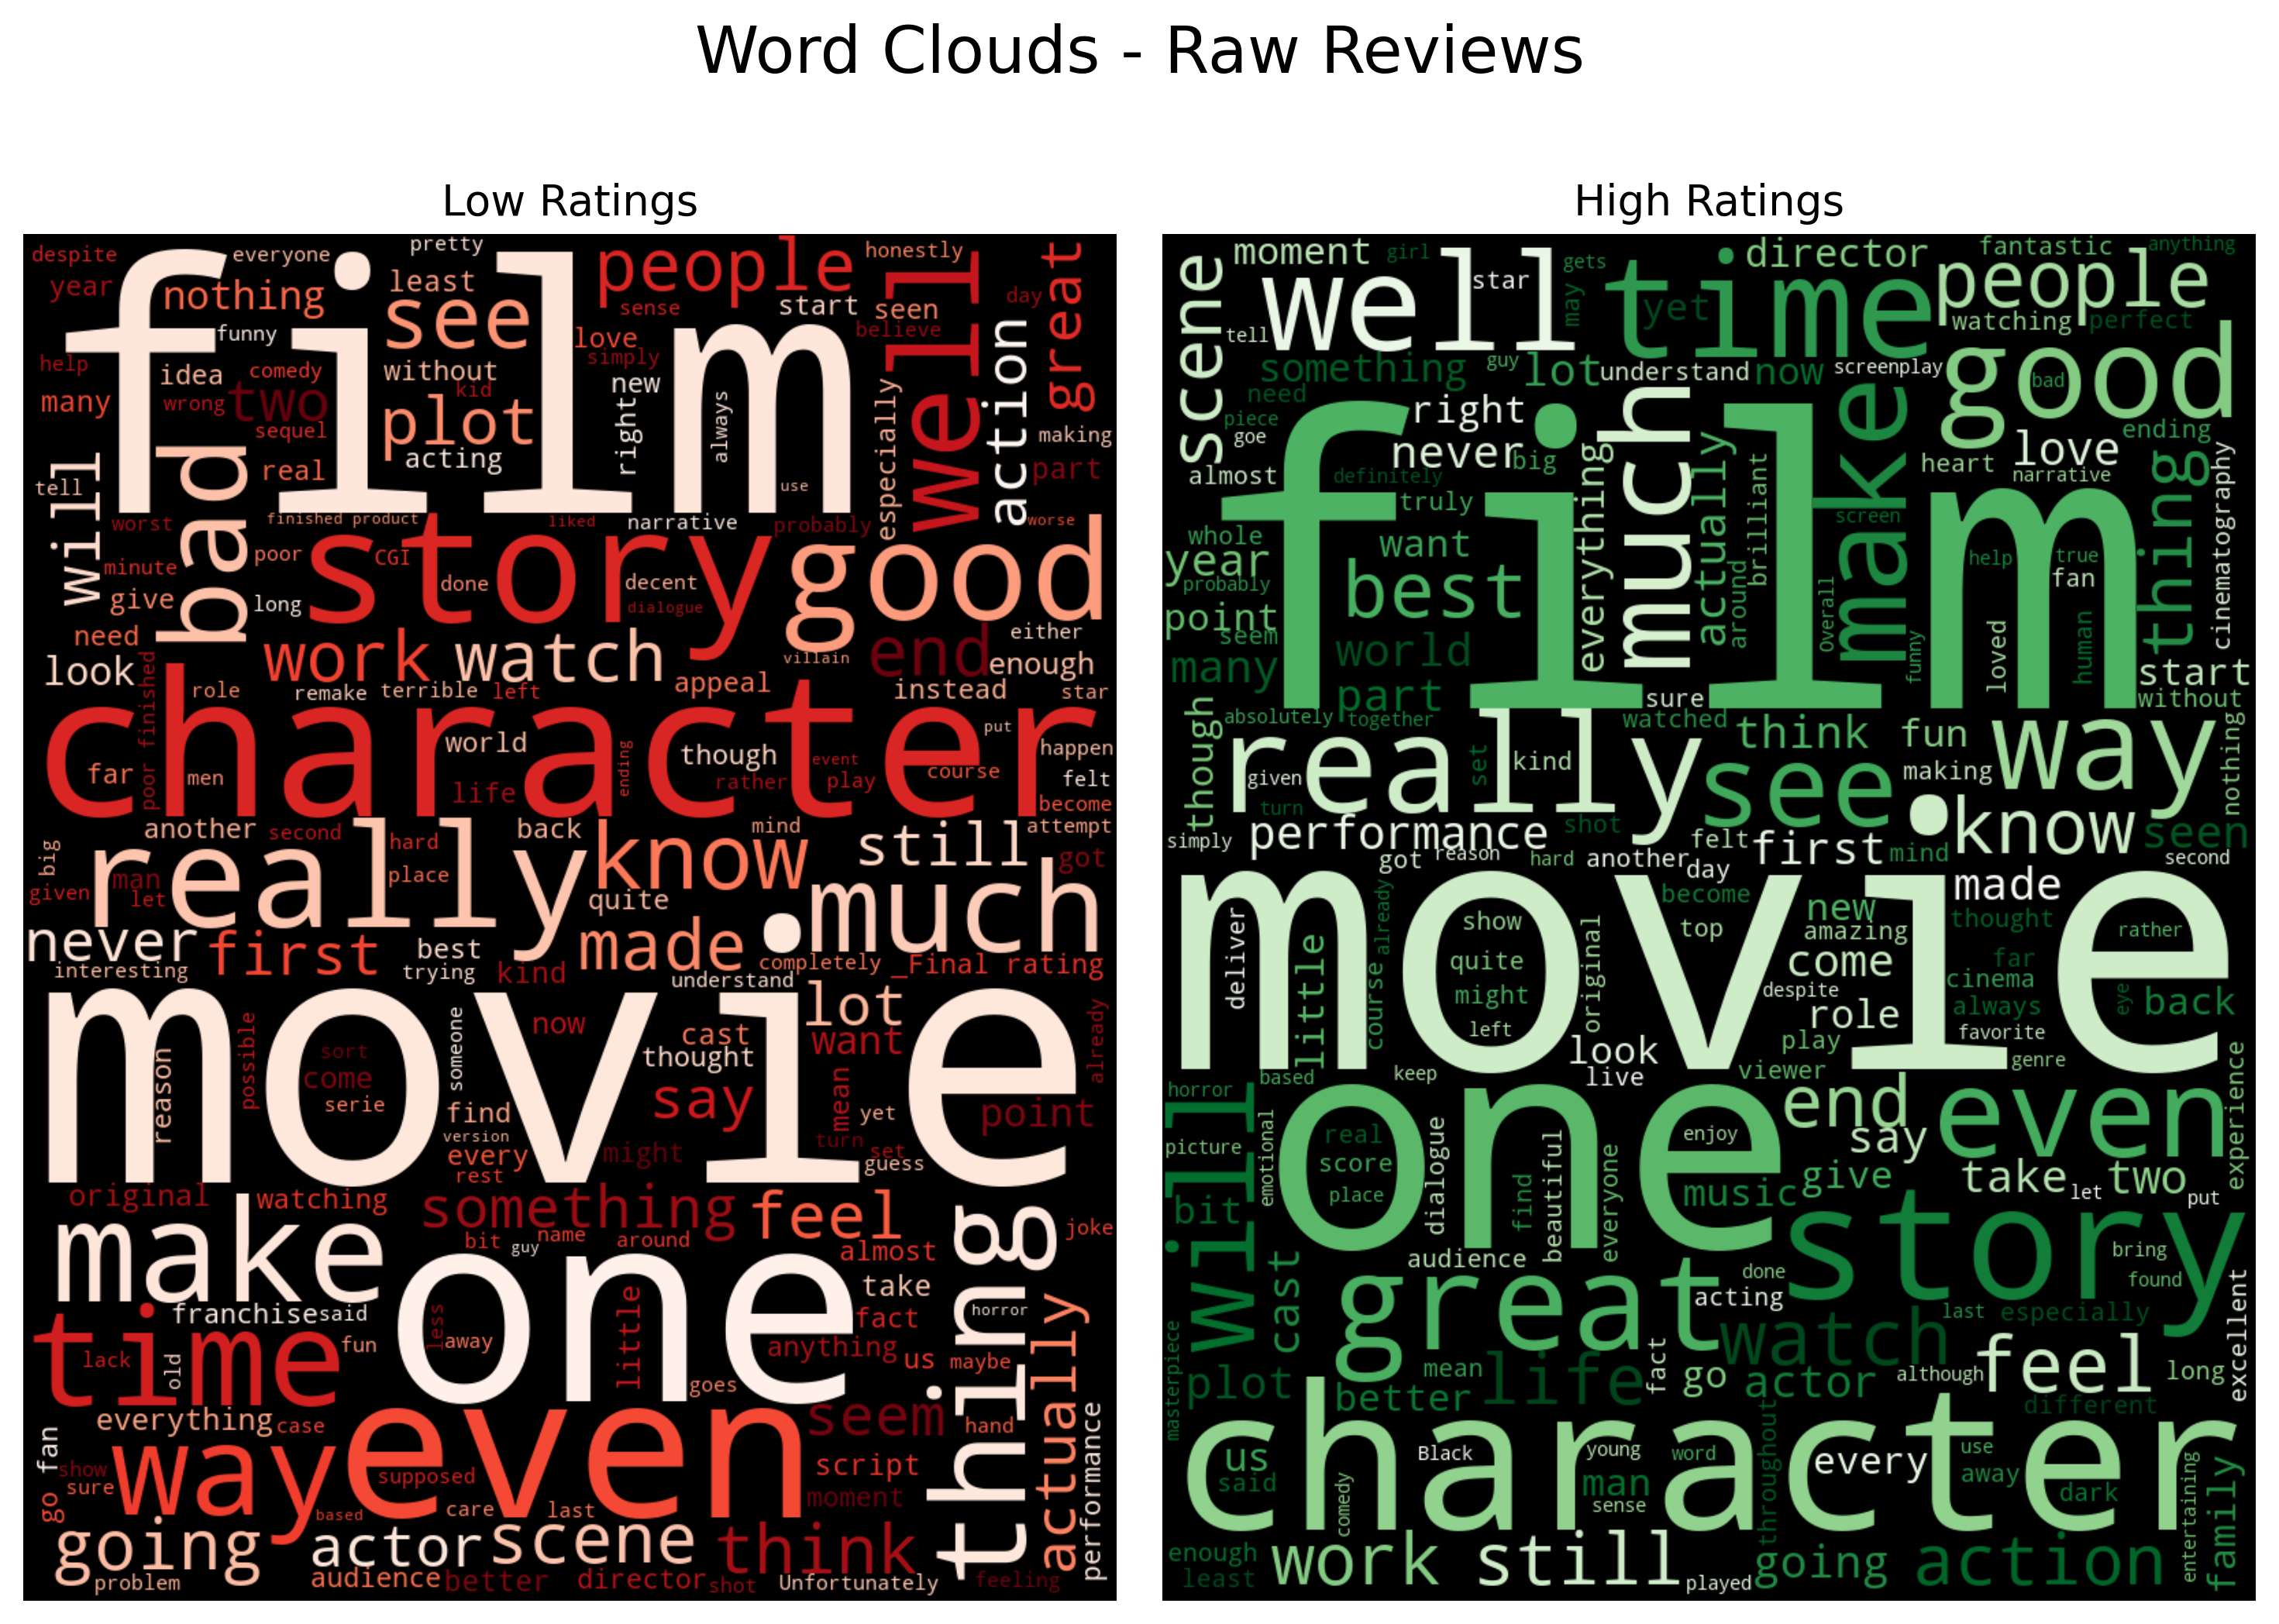 Word Clouds - Raw Reviews
Low Ratings
despite
everyone
pretty
people
honestly
year
nothing
least
see
sense
start
seen
day
great
film
funny
love
believe
well
help
idea
comedy
without
simply
kid
new
action
many
wrong
two
sequel
plot
right
always
especially
making
bad
real
acting
part
will
tell
use
worst
finished product
liked
narrative
probably
worse
minute
poor
story
CGI
done
decent
good
give
long
dialogue
need
work
watch
villain
end
either
enough
look
poor finished
role
remake
terrible
left
appeal
instead
star
character
world
though
put
happen
far
men
life
ending
rather
event
play
course
felt
become
another
second
back
mind
attempt
big
really
hard
know
still
got
given
man
let
place
quite
much
never
first
best
made
interesting
trying
kind
completely
_Final rating
understand
movie
lot
now
cast
want
already
possible
someone
thought
reason
sort
come
serie
say
mean
find
yet
point
version
turn
set
every
might
guess
rest
original
watching
something
feel
thing
make
bit
name
guy
around
almost
joke
one
take
franchise
said
little
fact
horror
time
less
away
anything
us
maybe
actually
lack
old
fun
goes
everything
case
even
seem
hand
performance
fan
go
show
sure
way
supposed
script
moment
based
care
last
going
actor
scene
think
problem
audience
better
director
shot
Unfortunately
feeling
High Ratings
scene
moment
girl
well
star
gets
time
director
fantastic
anything
people
may
yet
tell
watching
perfect
something
guy
lot
understand
now
screenplay
good
bad
need
much
make
right
piece
goe
never
big
love
ending
almost
definitely
everything
actually
heart
narrative
thing
cinematography
film
truly
brilliant
screen
whole
want
year
best
around
help
true
fan
probably
point
seem
world
Overall
funny
loved
human
many
part
sure
start
without
though
absolutely
together
watched
think
fun
way
nothing
really
given
set
kind
see
making
turn
simply
performance
shot
felt
first
know
seen
got
reason
hard
another
day
mind
second
movie
become
made
deliver
show
already
new
thought
little
top
amazing
rather
quite
original
come
far
cinema
might
course
despite
always
eye
back
left
look
role
favorite
play
genre
horror
based
keep
live
viewer
experience
will
one
end
even
picture
emotional
real
enjoy
say
score
dialogue
beautiful
everyone
place
find
music
give
take
let
two
put
bit
story
audience
bring
cast
great
done
found
acting
last
especially
excellent
masterpiece
watch
plot
mean
life
fact
go
actor
although
feel
long
better
different
character
throughout
us
Black
young
word
every
use
said
comedy
man
sense
away
dark
entertaining
family
enough
least
work
still
played
going
action